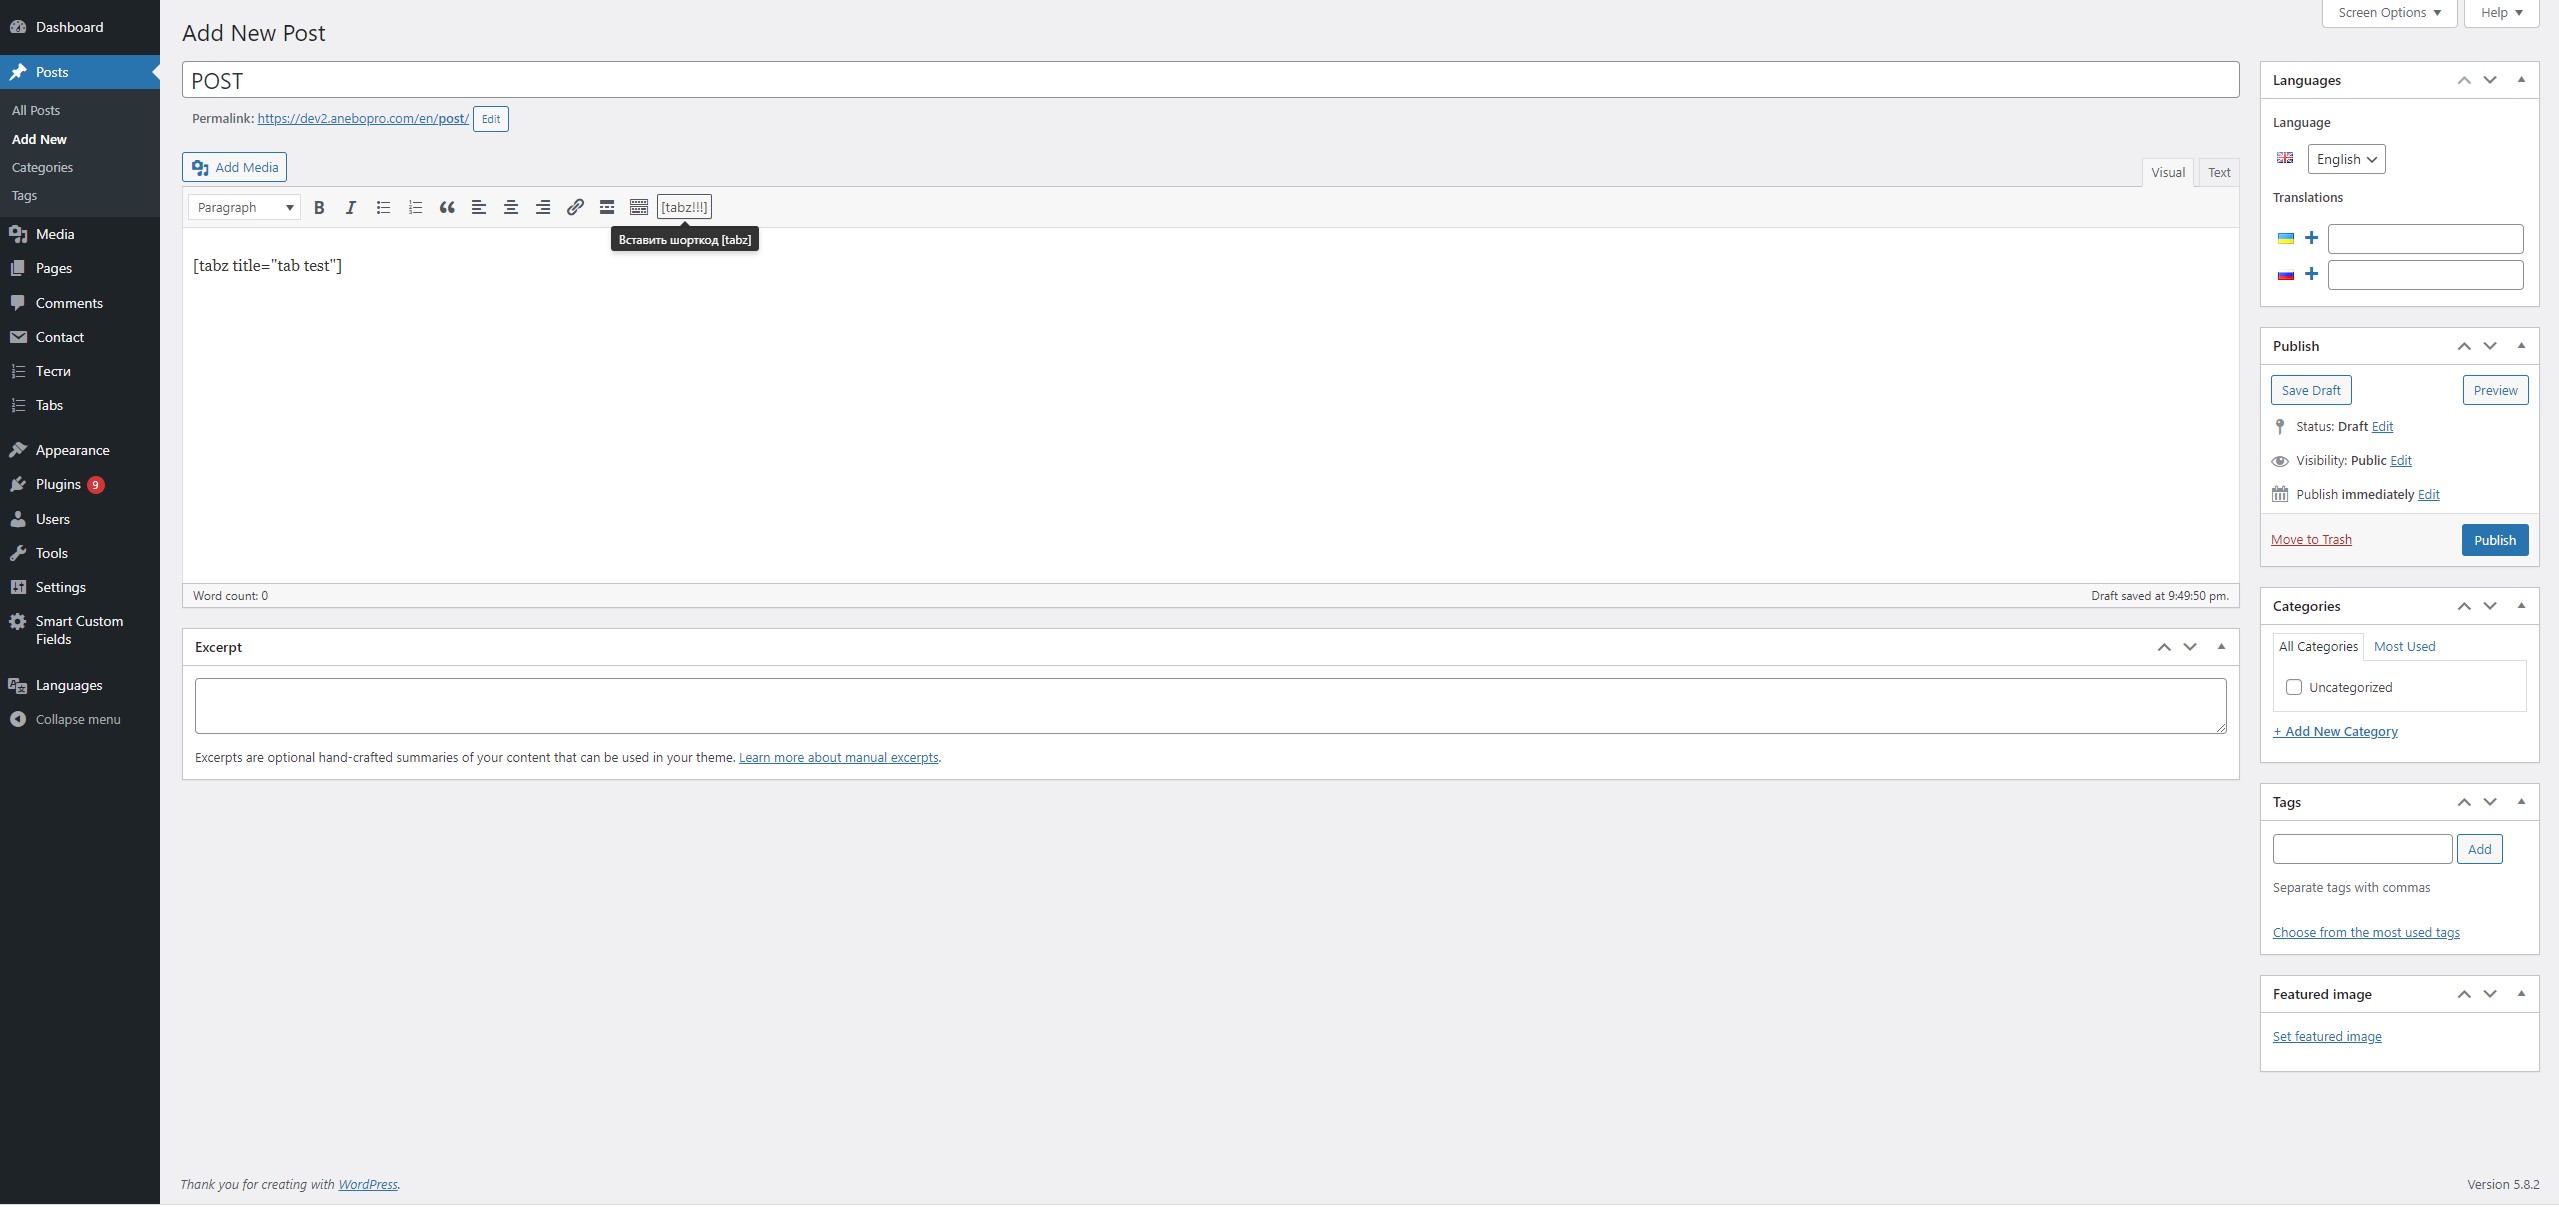 Dashboard
Posts
All Posts
Add New
Categories
Tags
Media
Pages
Comments
Contact
Тести
Tabs
Appearance
Plugins 9
Users
Tools
Settings
Smart Custom
Fields
Languages
Collapse menu
Screen Options
Help
Add New Post
POST
Permalink: https://dev2.anebopro.com/en/post/ Edit
Add Media
Visual Text
Paragraph B I [tabz!!!]
Вставить шорткод [tabz]
[tabz title="tab test"]
Word count: 0
Draft saved at 9:49:50 pm.
Excerpt
Excerpts are optional hand-crafted summaries of your content that can be used in your theme. Learn more about manual excerpts.
Languages
Language
English
Translations
Publish
Save Draft Preview
Status: Draft Edit
Visibility: Public Edit
Publish immediately Edit
Move to Trash Publish
Categories
All Categories Most Used
Uncategorized
+ Add New Category
Tags
Add
Separate tags with commas
Choose from the most used tags
Featured image
Set featured image
Thank you for creating with WordPress.
Version 5.8.2